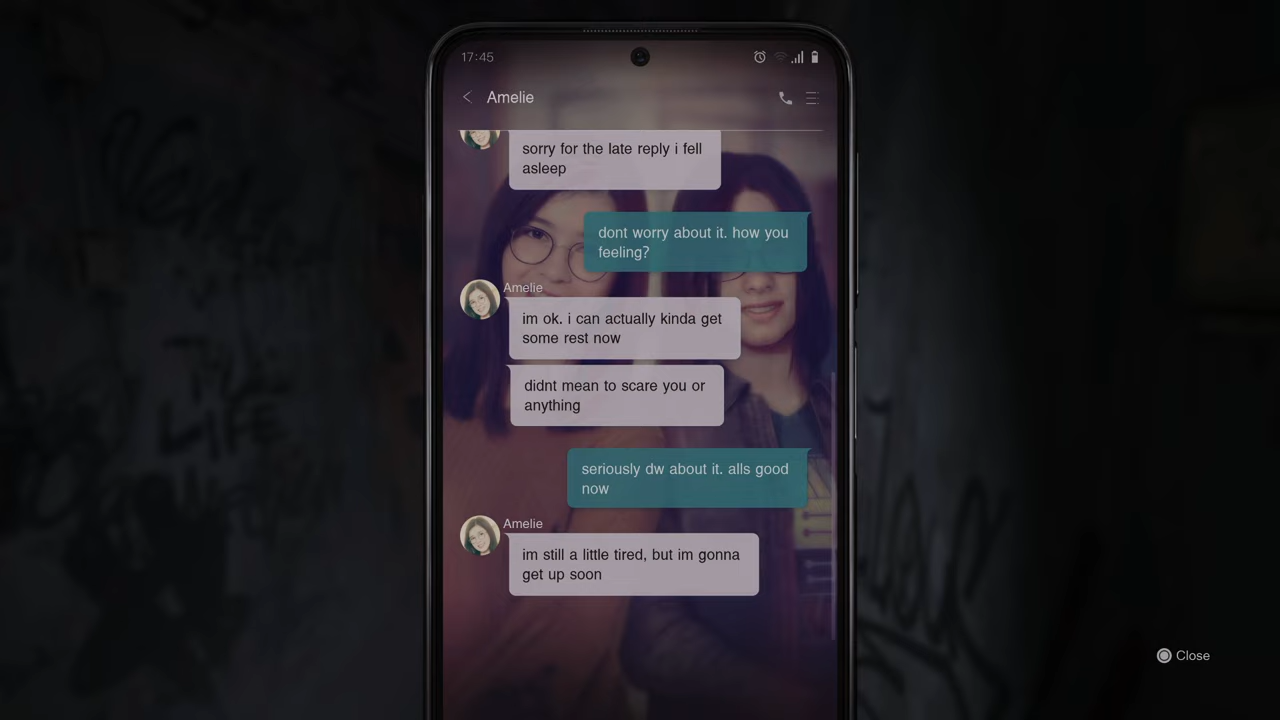 17:45
Amelie
sorry for the late reply i fell
asleep
dont worry about it. how you
feeling?
Amelie
im ok. i can actually kinda get
some rest now
didnt mean to scare you or
anything
seriously dw about it. alls good
now
Amelie
im still a little tired, but im gonna
get up soon
THE
LIFE
Close